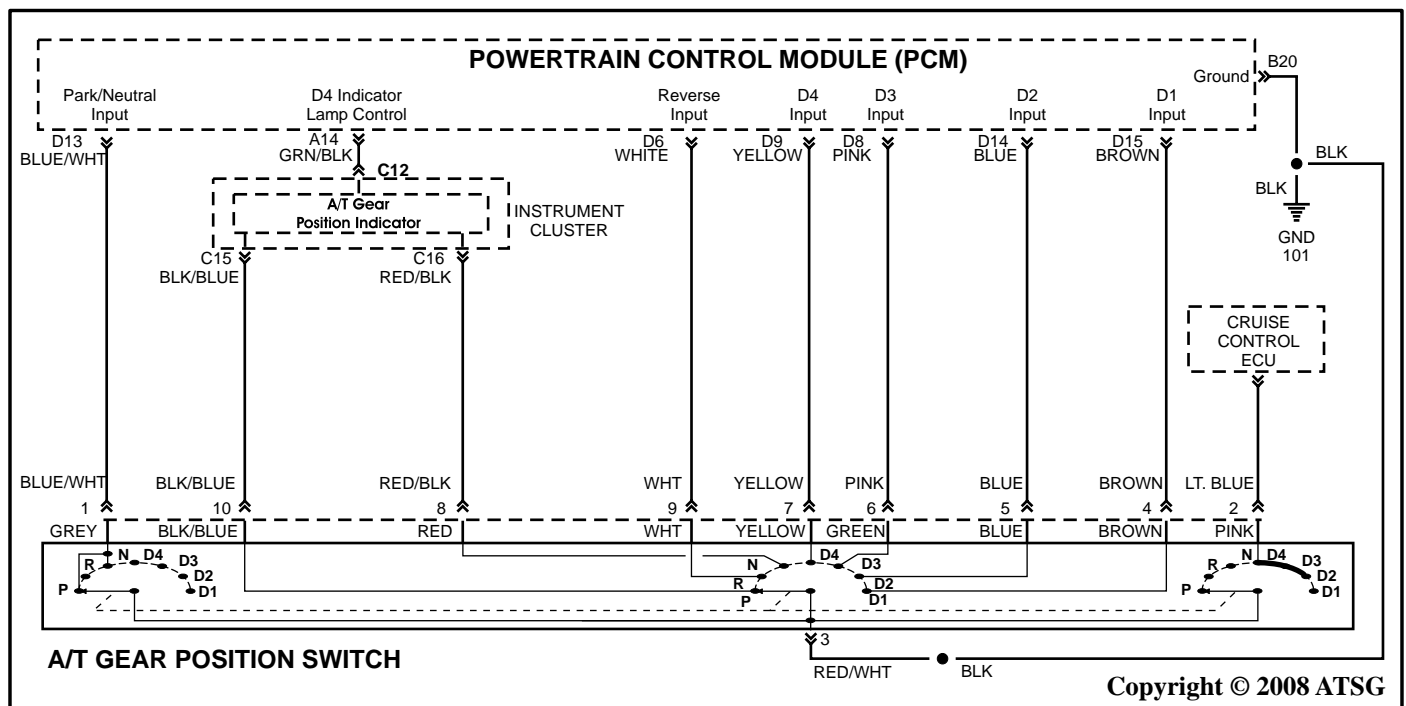 POWERTRAIN CONTROL MODULE (PCM)
B20
Ground
Park/Neutral
Input
D4 Indicator
Lamp Control
Reverse
Input
D4
Input
D3
Input
D2
Input
D1
Input
D13
BLUE/WHT
A14
GRN/BLK
D6
WHITE
D9
YELLOW
D8
PINK
D14
BLUE
D15
BROWN
BLK
BLK
GND
101
C12
A/T Gear
Position Indicator
INSTRUMENT
CLUSTER
C15
BLK/BLUE
C16
RED/BLK
CRUISE
CONTROL
ECU
BLUE/WHT BLK/BLUE RED/BLK WHT YELLOW PINK BLUE BROWN LT. BLUE
1 10 8 9 7 6 5 4 2
GREY BLK/BLUE RED WHT YELLOW GREEN BLUE BROWN PINK
P R N D4 D3 D2 D1
P R N D4 D3 D2 D1
P R N D4 D3 D2 D1
3
A/T GEAR POSITION SWITCH
RED/WHT BLK
Copyright © 2008 ATSG